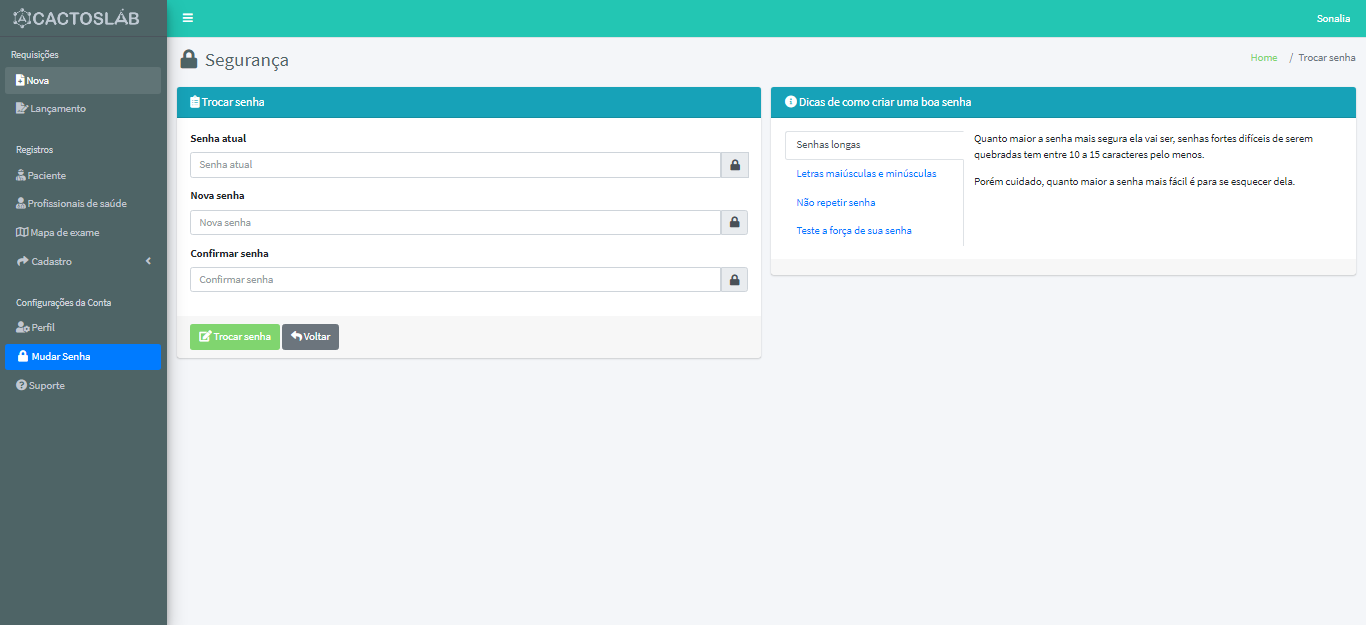 CACTOSLÁB
Sonalia
Requisições
Nova
Lançamento
Registros
Paciente
Profissionais de saúde
Mapa de exame
Cadastro
Configurações da Conta
Perfil
Mudar Senha
Suporte
Segurança
Home / Trocar senha
Trocar senha
Senha atual
Senha atual
Nova senha
Nova senha
Confirmar senha
Confirmar senha
Trocar senha
Voltar
Dicas de como criar uma boa senha
Senhas longas
Letras maiúsculas e minúsculas
Não repetir senha
Teste a força de sua senha
Quanto maior a senha mais segura ela vai ser, senhas fortes difíceis de serem
quebradas tem entre 10 a 15 caracteres pelo menos.
Porém cuidado, quanto maior a senha mais fácil é para se esquecer dela.